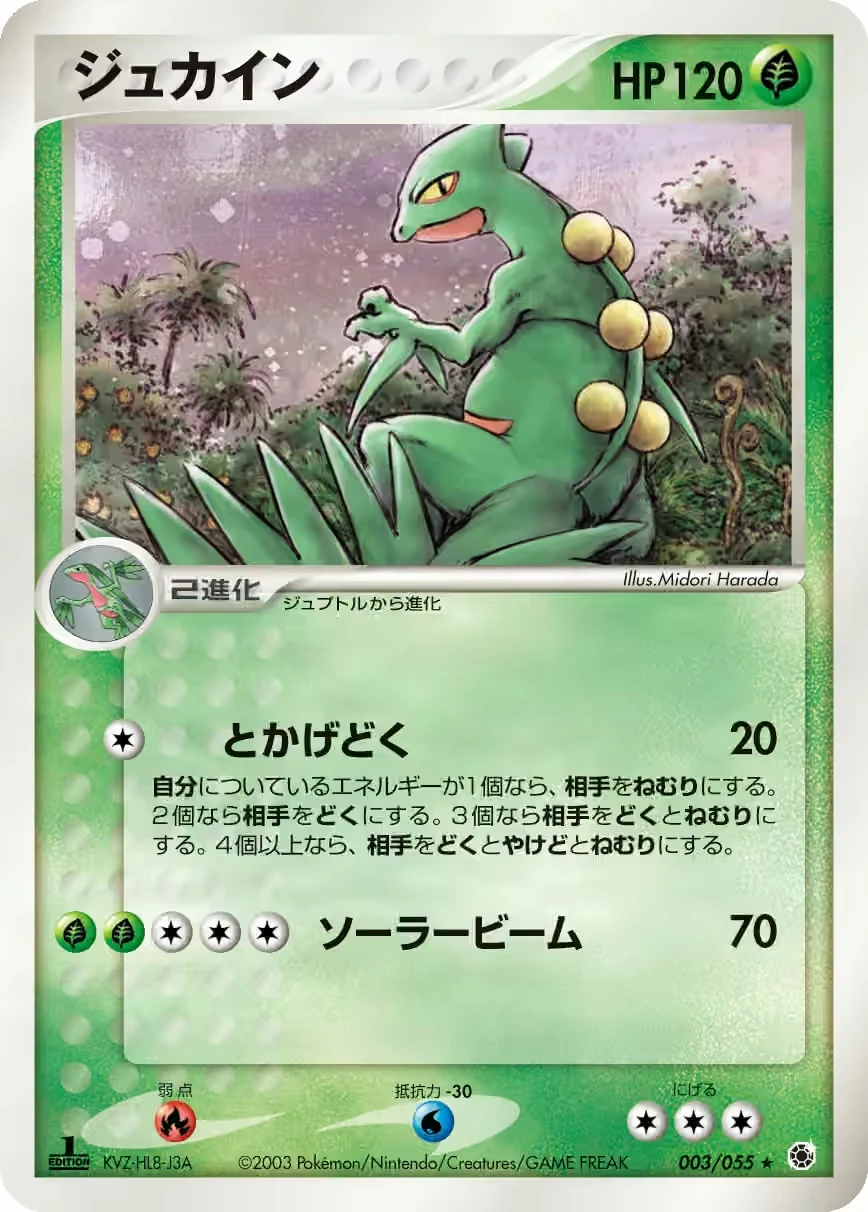 ジュカイン
HP120
2進化
ジュプトルから進化
Illus.Midori Harada
とかげどく 20
自分についているエネルギーが1個なら、相手をねむりにする。
2個なら相手をどくにする。3個なら相手をどくとねむりに
する。4個以上なら、相手をどくとやけどとねむりにする。
ソーラービーム 70
弱点
抵抗力 -30
にげる
1 EDITION
KVZ-HL8-J3A
©2003 Pokémon/Nintendo/Creatures/GAME FREAK
003/055 ★